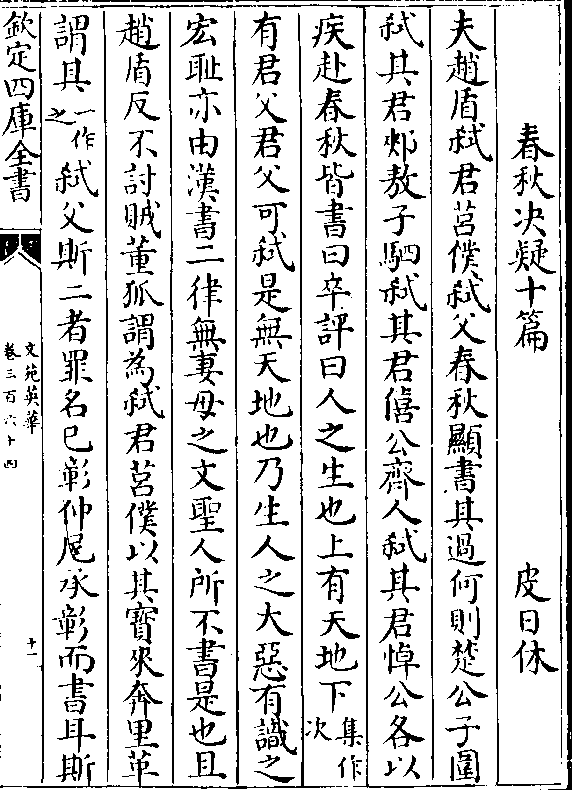 春秋决疑十篇 皮日休
夫趙盾弑君莒僕弑父春秋顯書其過何則楚公子圍
弑其君郟敖子駟弑其君僖公齊人弑其君悼公各以
疾赴春秋皆書曰卒評曰人之生也上有天地下集作次
有君父君父可弑是無天地也乃生人之大惡有識之
宏耻亦由漢書二律無妻母之文聖人所不書是也且
趙盾反不討賊董狐謂為弑君莒僕以其寳來奔里革
謂其一作之弑父斯二者罪名已彰仲尼承彰而書耳斯
欽定四庫全書
文苑英華
卷三百六十四
十一